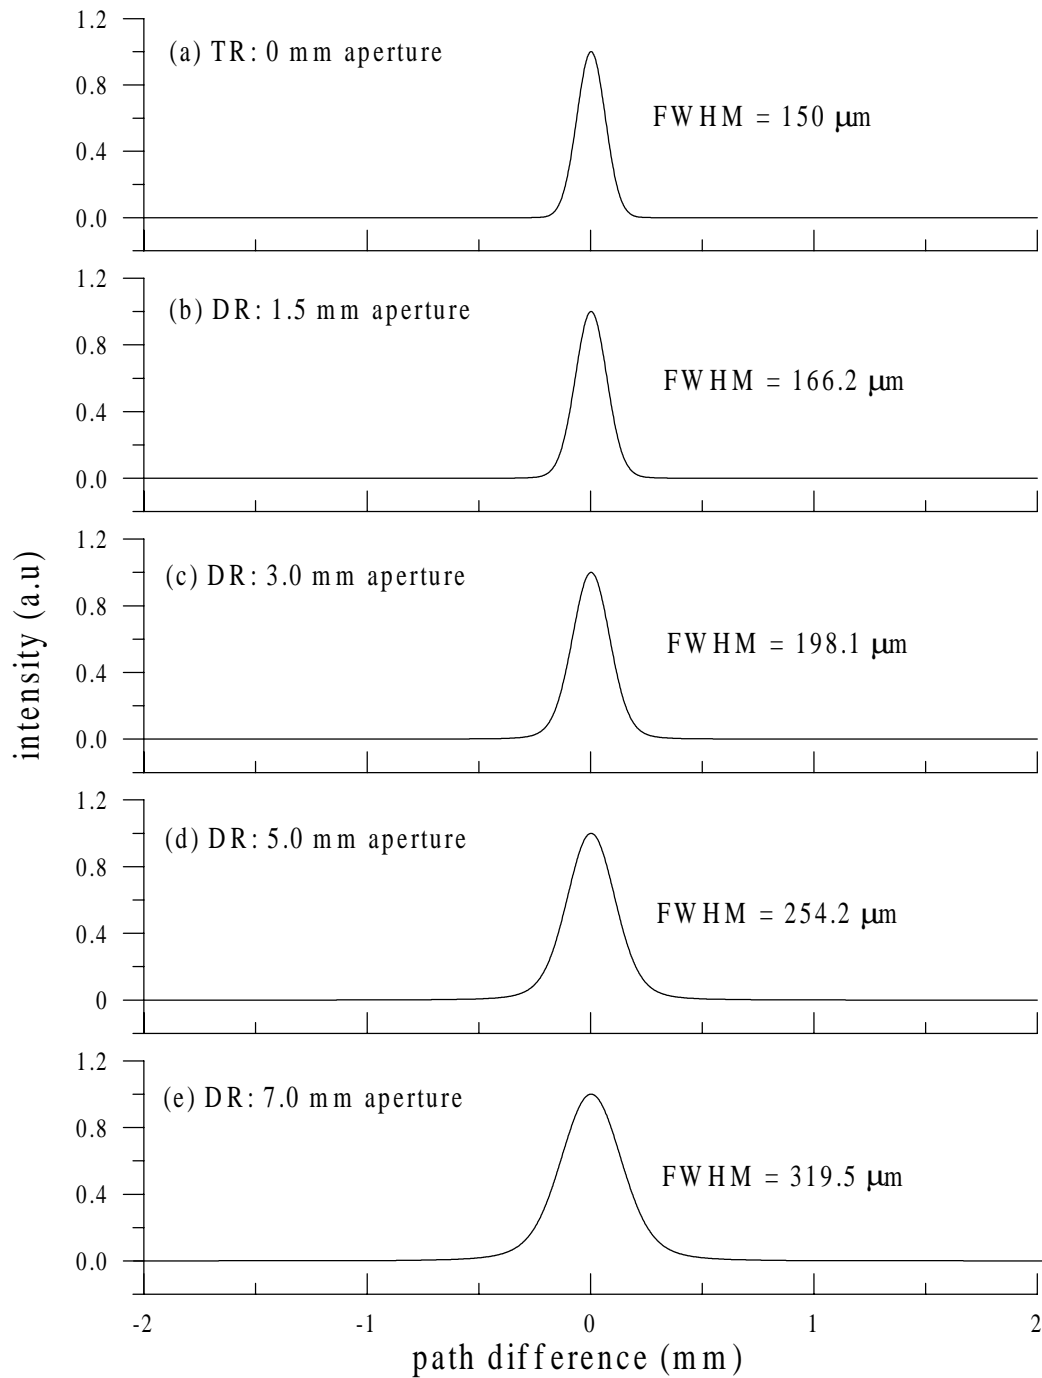 1.2
(a) TR: 0 mm aperture
0.8
FWHM = 150 μm
0.4
0.0
1.2
(b) DR: 1.5 mm aperture
0.8
FWHM = 166.2 μm
0.4
0.0
1.2
(c) DR: 3.0 mm aperture
0.8
FWHM = 198.1 μm
0.4
0.0
intensity (a.u)
1.2
(d) DR: 5.0 mm aperture
0.8
FWHM = 254.2 μm
0.4
0
1.2
(e) DR: 7.0 mm aperture
0.8
FWHM = 319.5 μm
0.4
0.0
-2 -1 0 1 2
path difference (mm)